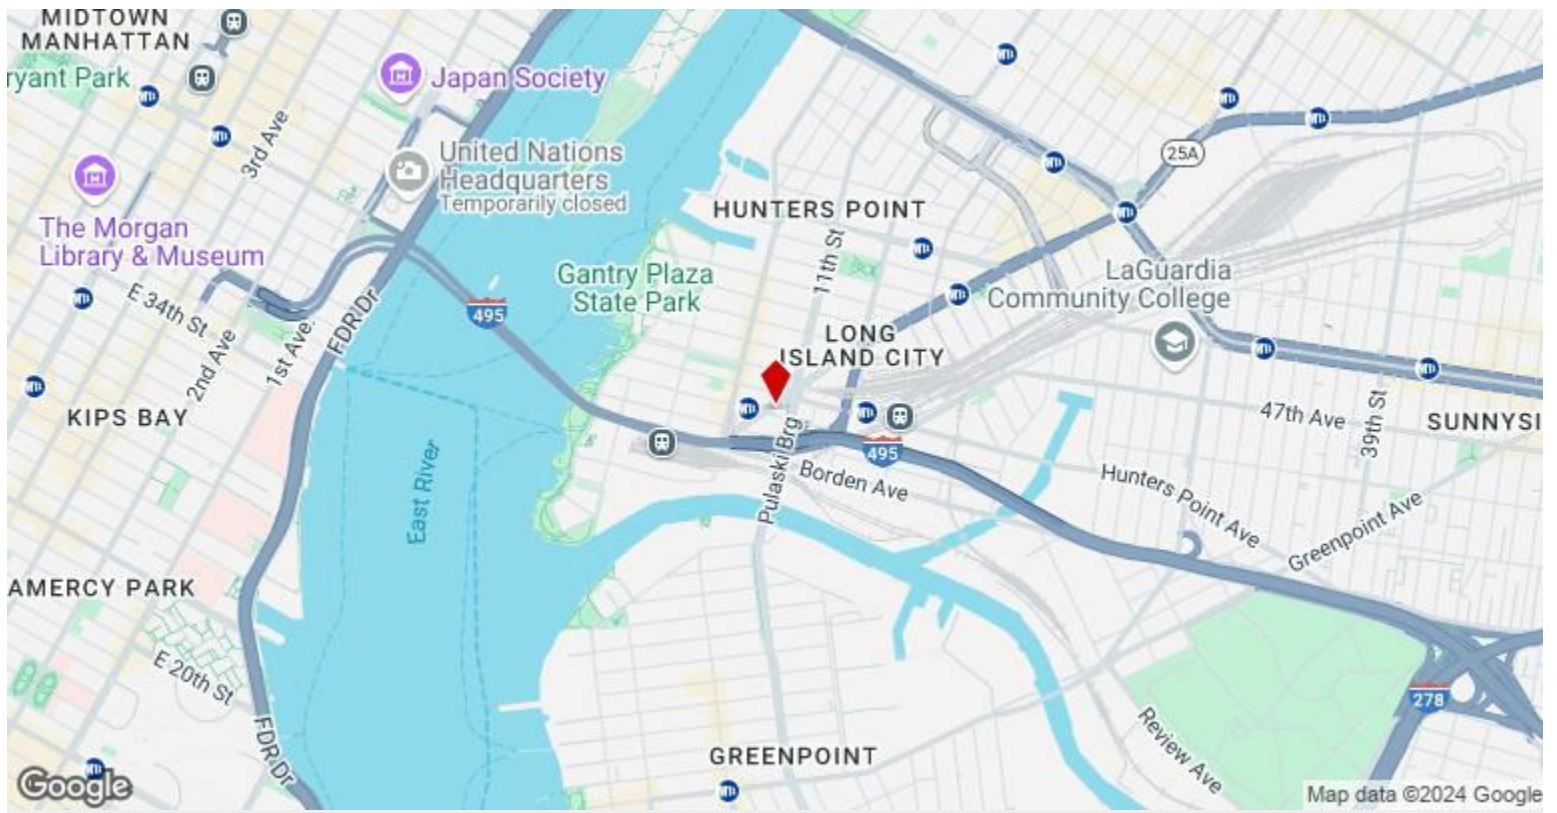 MIDTOWN
MANHATTAN
ryant Park
Japan Society
3rd Ave
United Nations
Headquarters
Temporarily closed
25A
The Morgan
Library & Museum
HUNTERS POINT
11th St
Gantry Plaza
State Park
LaGuardia
Community College
E 34th St
2nd Ave
1st Ave.
FDR Dr
495
LONG
ISLAND CITY
KIPS BAY
47th Ave
39th St
SUNNYSI
East River
Pulaski Brg
495
Borden Ave
Hunters Point Ave
Greenpoint Ave
AMERCY PARK
E 20th St
FDR Dr
278
Review Ave
GREENPOINT
Google
Map data ©2024 Google